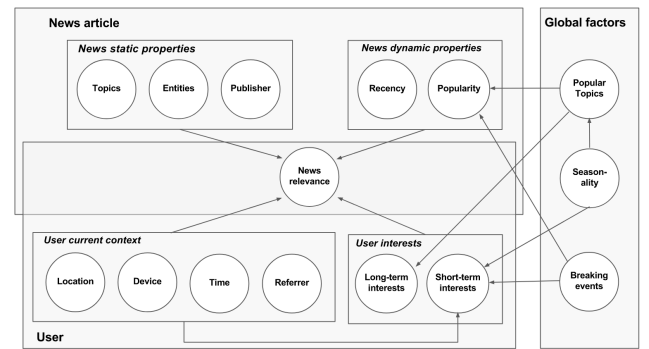 News article
Global factors
News static properties
News dynamic properties
Topics
Entities
Publisher
Recency
Popularity
Popular
Topics
News
relevance
Season-
ality
User current context
User interests
Location
Device
Time
Referrer
Long-term
interests
Short-term
interests
Breaking
events
User